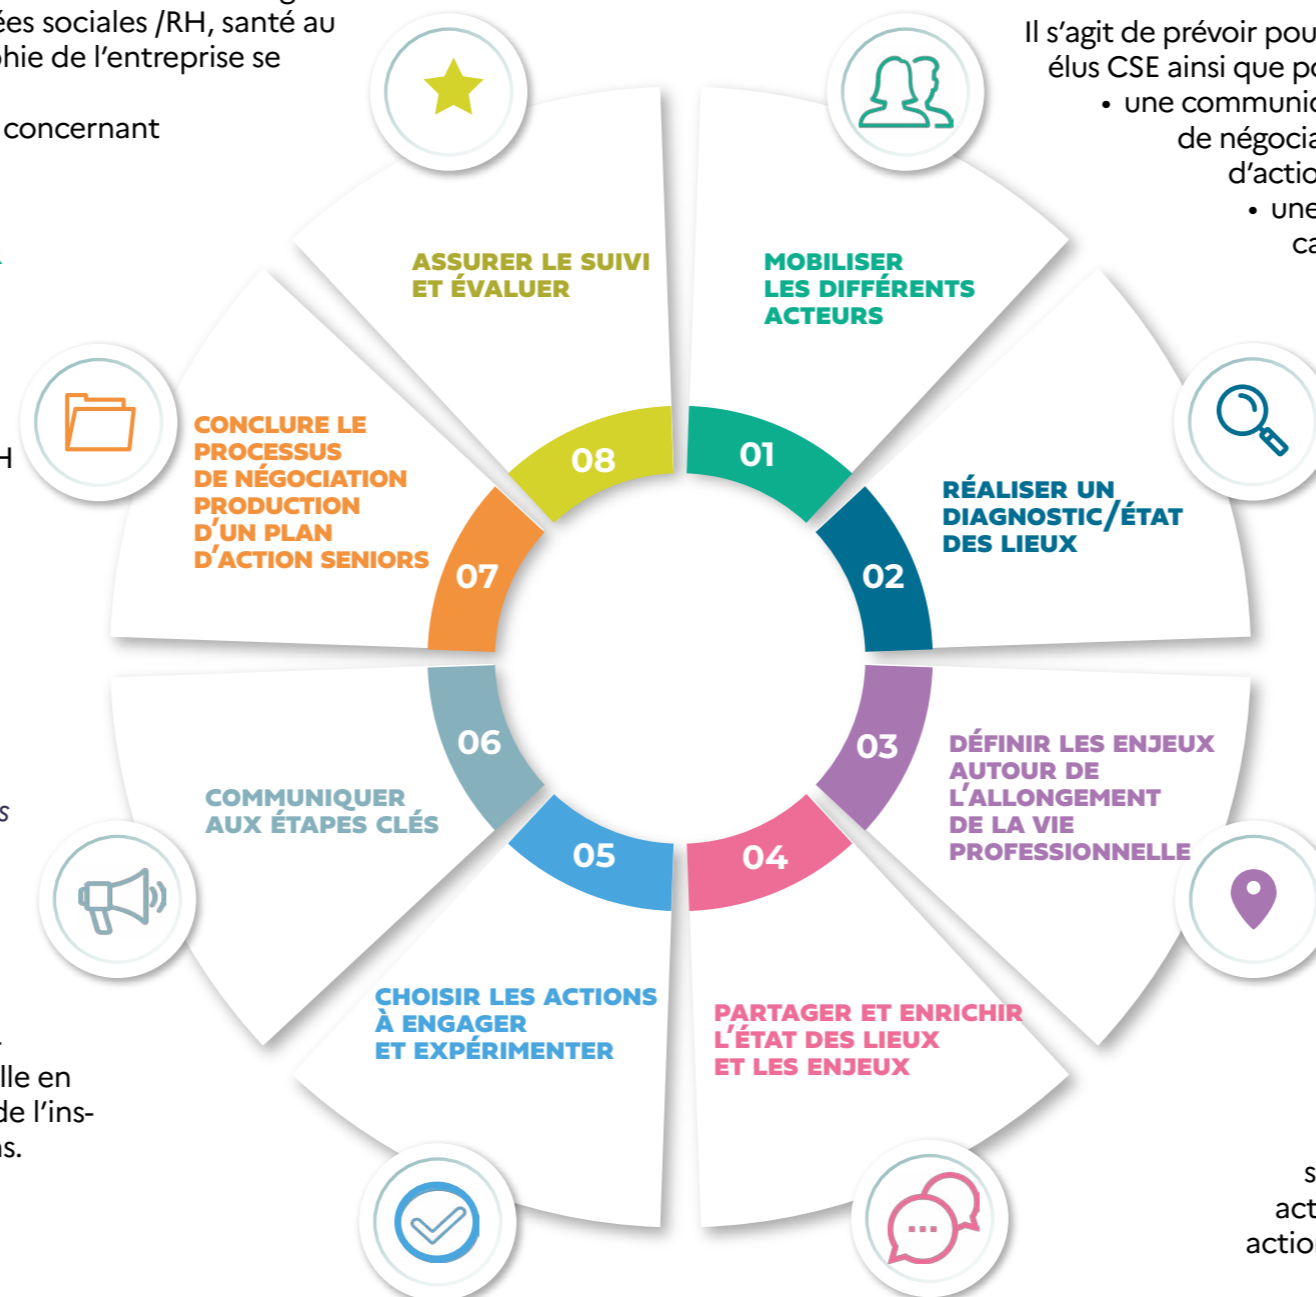 ées sociales /RH, santé au
phie de l'entreprise se
concernant
Il s'agit de prévoir pou
élus CSE ainsi que po
• une communic
de négocia
d'actio
• une
ca
ASSURER LE SUIVI
ET ÉVALUER
08
MOBILISER
LES DIFFÉRENTS
ACTEURS
01
RÉALISER UN
DIAGNOSTIC/ÉTAT
DES LIEUX
02
DÉFINIR LES ENJEUX
AUTOUR DE
L'ALLONGEMENT
DE LA VIE
PROFESSIONNELLE
03
PARTAGER ET ENRICHIR
L'ÉTAT DES LIEUX
ET LES ENJEUX
04
CHOISIR LES ACTIONS
À ENGAGER
ET EXPÉRIMENTER
05
COMMUNIQUER
AUX ÉTAPES CLÉS
06
CONCLURE LE
PROCESSUS
DE NÉGOCIATION
PRODUCTION
D'UN PLAN
D'ACTION SENIORS
07
H
s
lle en
de l'ins-
ns.
s
act
action